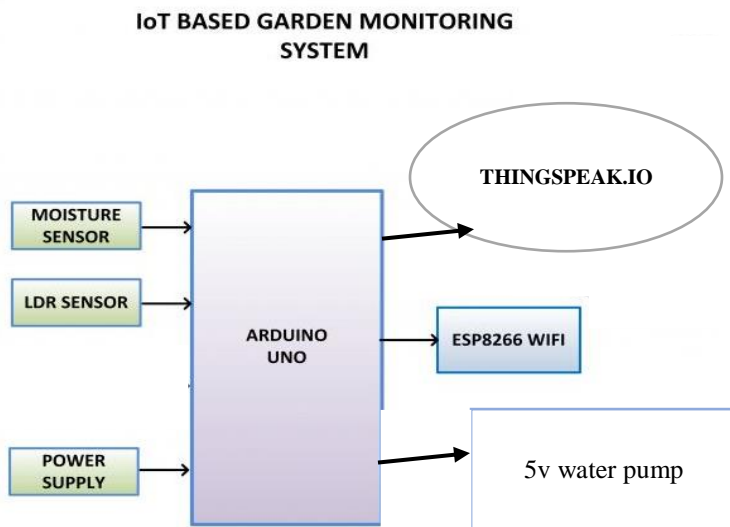 IoT BASED GARDEN MONITORING
SYSTEM
THINGSPEAK.IO
MOISTURE
SENSOR
LDR SENSOR
ARDUINO
UNO
ESP8266 WIFI
POWER
SUPPLY
5v water pump